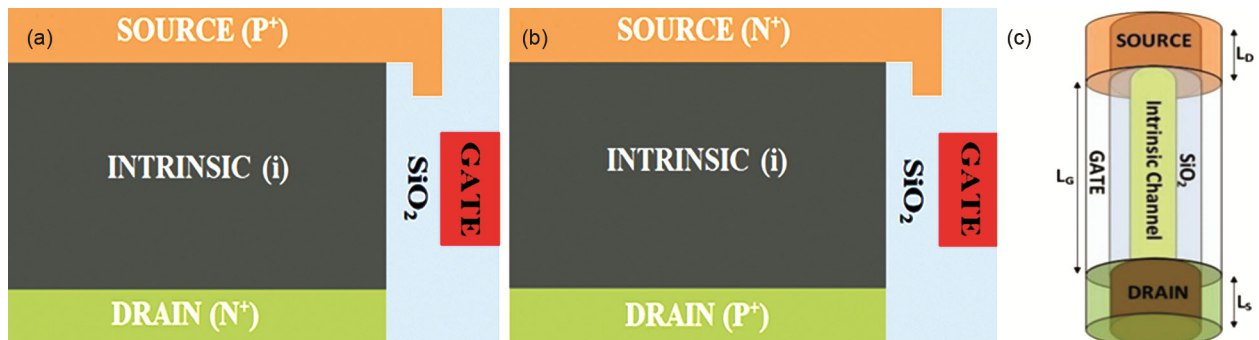 (a)
SOURCE (P⁺)
INTRINSIC (i)
SiO₂
GATE
DRAIN (N⁺)
(b)
SOURCE (N⁺)
INTRINSIC (i)
SiO₂
GATE
DRAIN (P⁺)
(c)
SOURCE
L_D
L_G
GATE
Intrinsic Channel
SiO₂
DRAIN
L_S